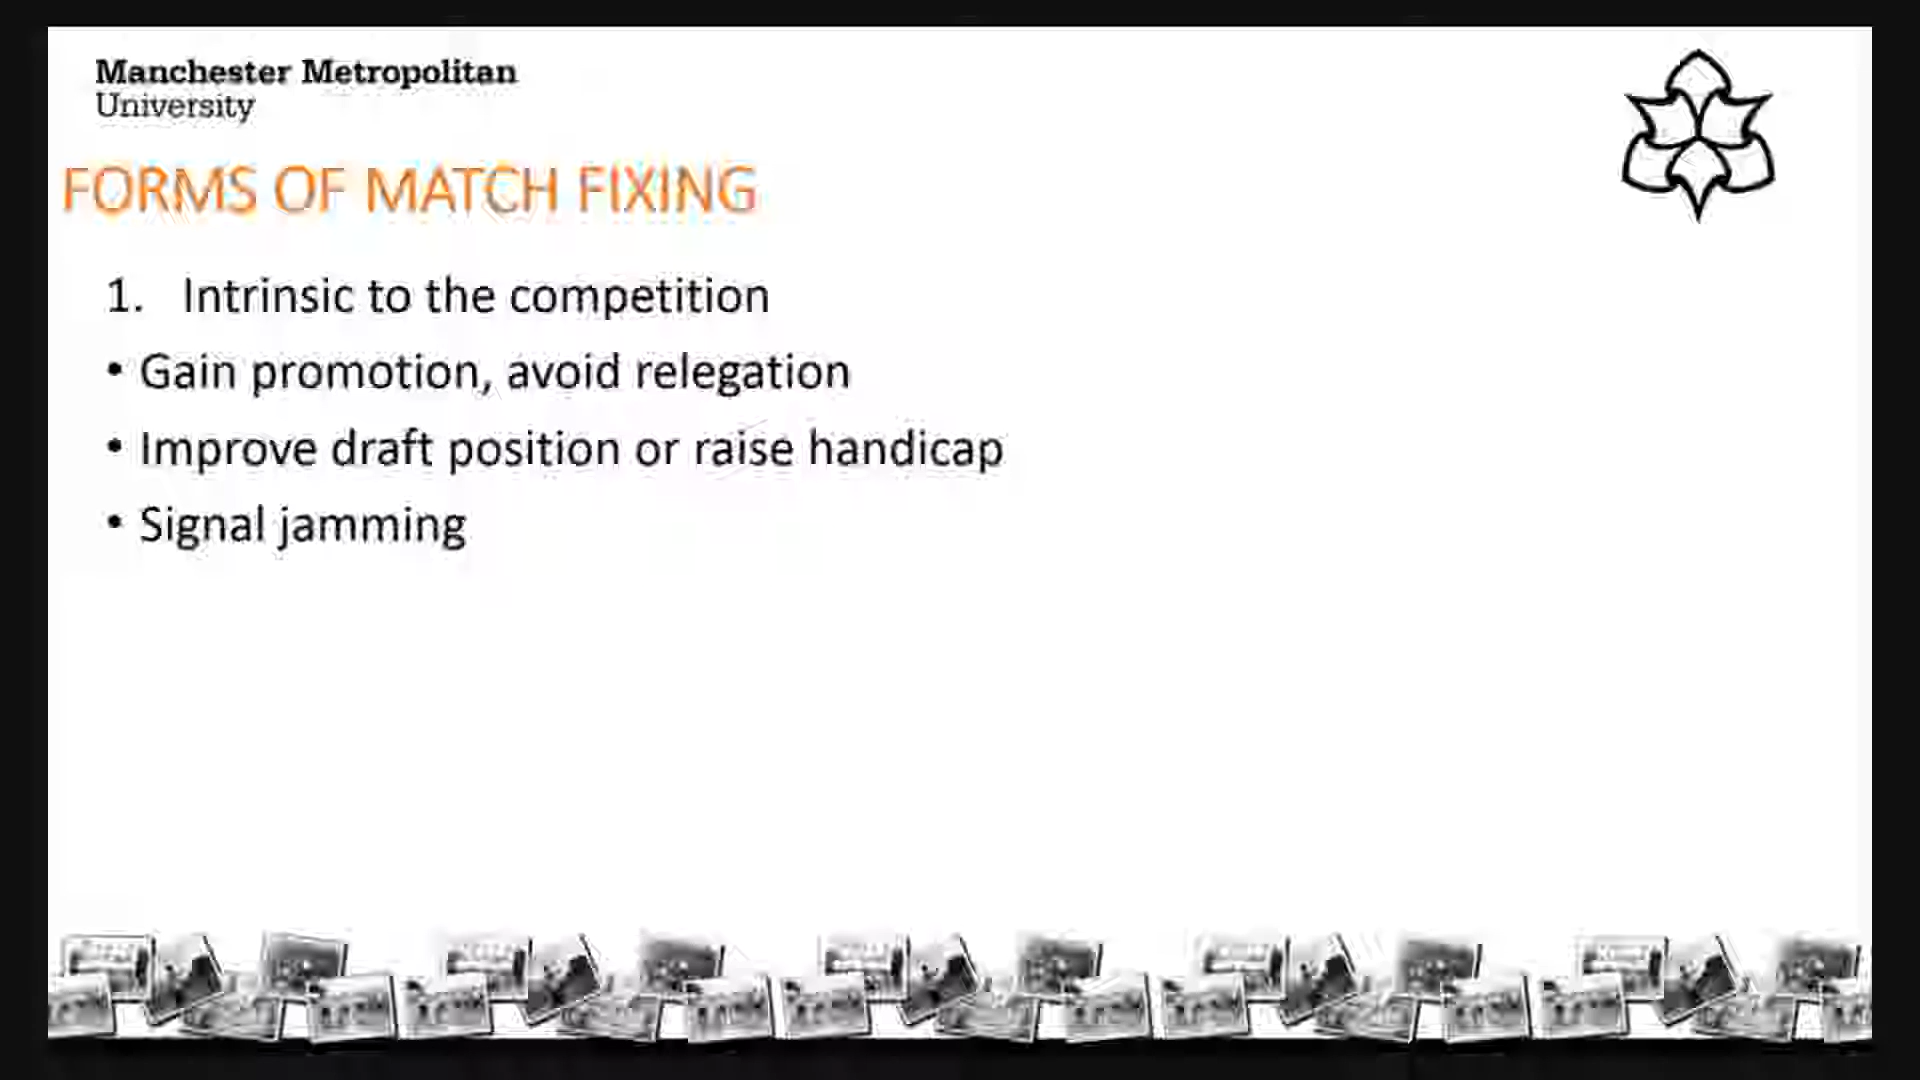 Manchester Metropolitan
University
FORMS OF MATCH FIXING
1. Intrinsic to the competition
• Gain promotion, avoid relegation
• Improve draft position or raise handicap
• Signal jamming